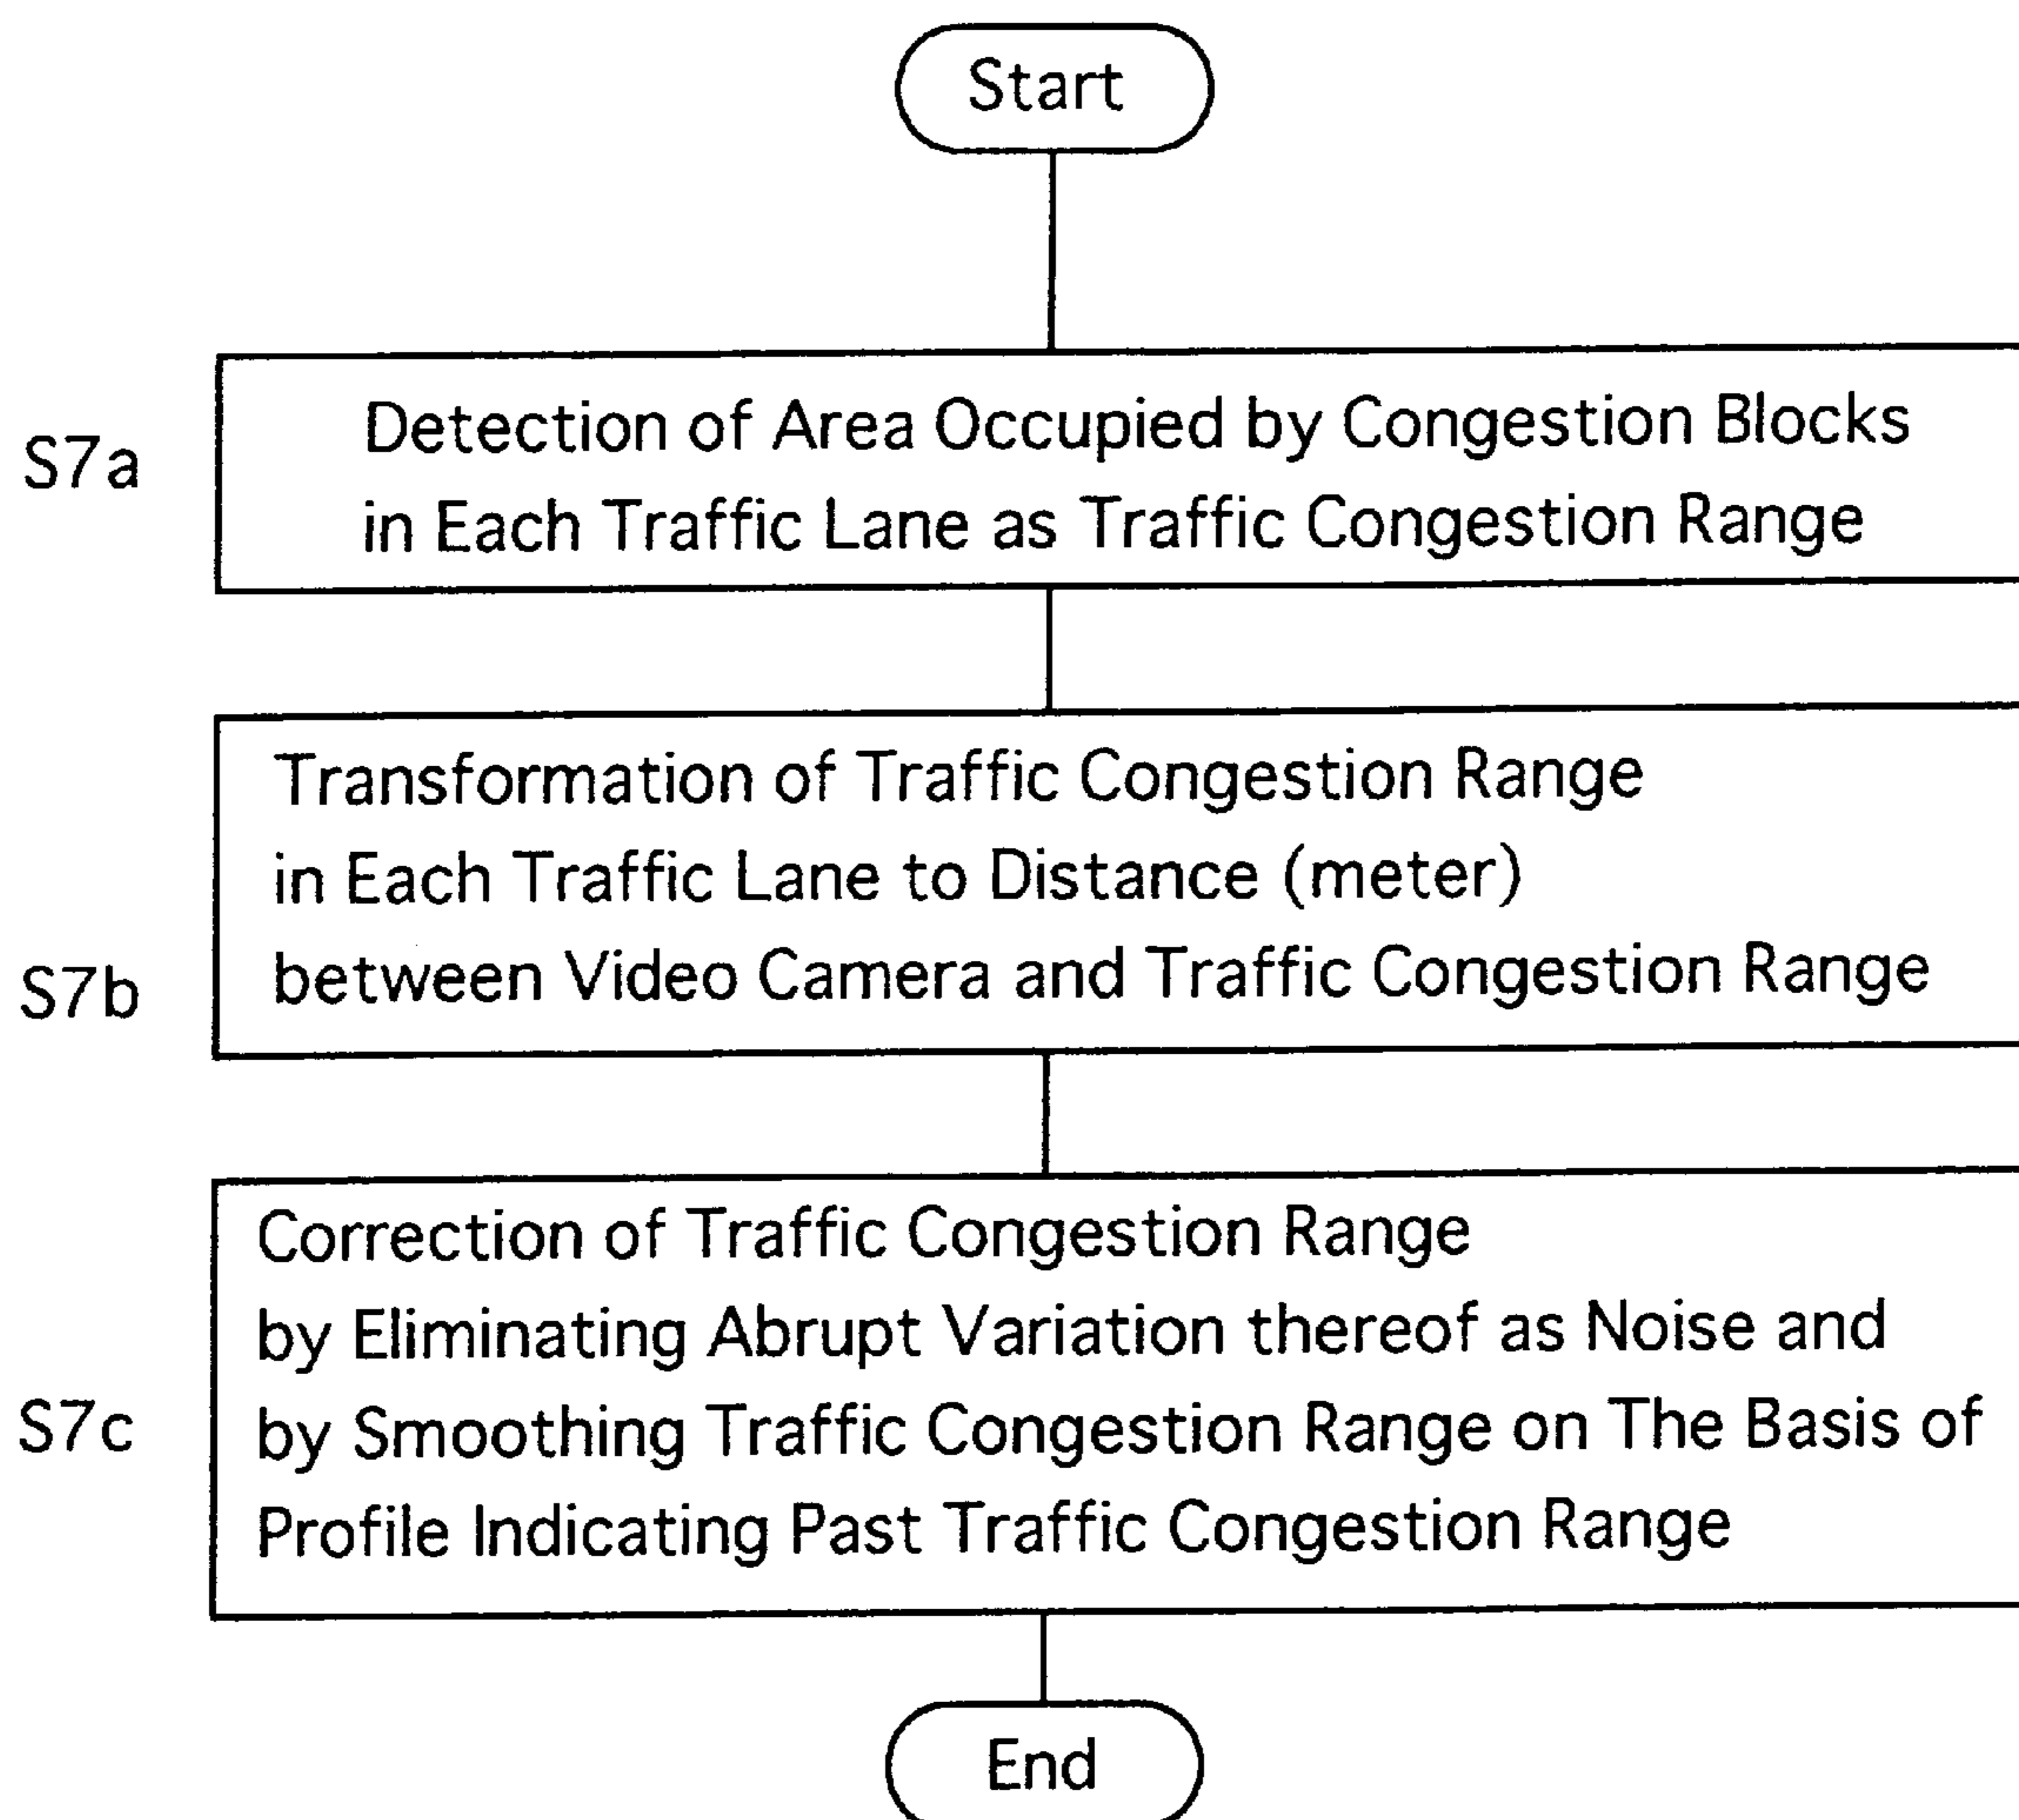 Start
S7a
Detection of Area Occupied by Congestion Blocks
in Each Traffic Lane as Traffic Congestion Range
S7b
Transformation of Traffic Congestion Range
in Each Traffic Lane to Distance (meter)
between Video Camera and Traffic Congestion Range
S7c
Correction of Traffic Congestion Range
by Eliminating Abrupt Variation thereof as Noise and
by Smoothing Traffic Congestion Range on The Basis of
Profile Indicating Past Traffic Congestion Range
End